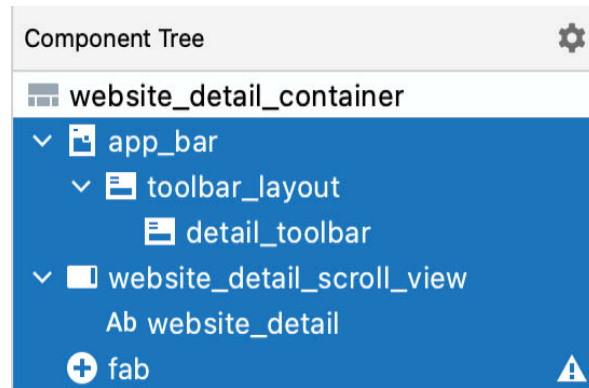 Component Tree
website_detail_container
app_bar
toolbar_layout
detail_toolbar
website_detail_scroll_view
Ab website_detail
fab